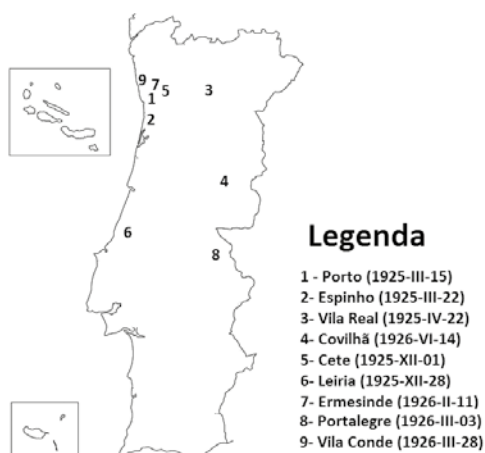 9
7
5
3
1
2
4
6
8
Legenda
1 - Porto (1925-III-15)
2- Espinho (1925-III-22)
3- Vila Real (1925-IV-22)
4- Covilhã (1926-VI-14)
5- Cete (1925-XII-01)
6- Leiria (1925-XII-28)
7- Ermesinde (1926-II-11)
8- Portalegre (1926-III-03)
9- Vila Conde (1926-III-28)